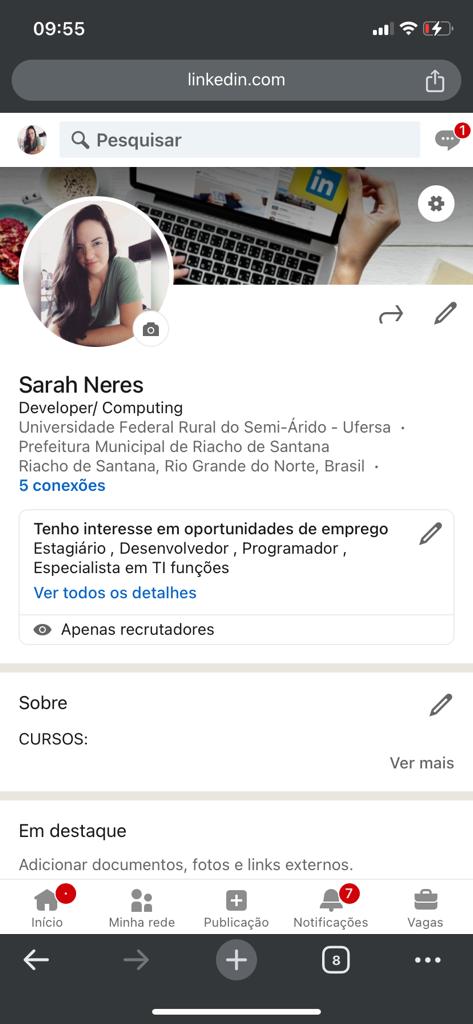 09:55
linkedin.com
Pesquisar
1
in
Sarah Neres
Developer/ Computing
Universidade Federal Rural do Semi-Árido - Ufersa ·
Prefeitura Municipal de Riacho de Santana
Riacho de Santana, Rio Grande do Norte, Brasil ·
5 conexões
Tenho interesse em oportunidades de emprego
Estagiário , Desenvolvedor , Programador ,
Especialista em TI funções
Ver todos os detalhes
Apenas recrutadores
Sobre
CURSOS:
Ver mais
Em destaque
Adicionar documentos, fotos e links externos.
7
Início Minha rede Publicação Notificações Vagas
8